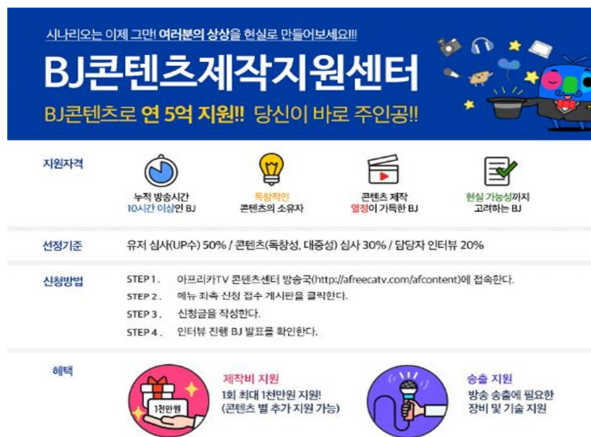 시나리오는 이제 그만! 여러분의 상상을 현실로 만들어보세요!!!
BJ콘텐츠제작지원센터
BJ콘텐츠로 연 5억 지원!! 당신이 바로 주인공!!
지원자격
누적 방송시간
10시간 이상인 BJ
독창적인
콘텐츠의 소유자
콘텐츠 제작
열정이 가득한 BJ
현실 가능성까지
고려하는 BJ
선정기준
유저 심사(UP수) 50% / 콘텐츠(독창성, 대중성) 심사 30% / 담당자 인터뷰 20%
신청방법
STEP 1 . 아프리카TV 콘텐츠센터 방송국(http://afreecatv.com/afcontent)에 접속한다.
STEP 2 . 메뉴 좌측 신청 접수 게시판을 클릭한다.
STEP 3 . 신청글을 작성한다.
STEP 4 . 인터뷰 진행 BJ 발표를 확인한다.
혜택
1천만원
제작비 지원
1회 최대 1천만원 지원!
(콘텐츠 별 추가 지원 가능)
송출 지원
방송 송출에 필요한
장비 및 기술 지원